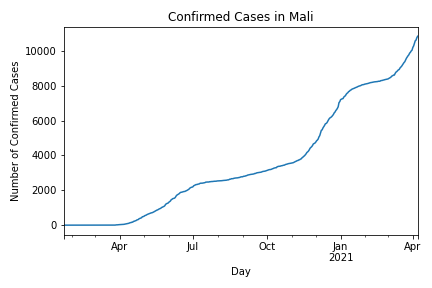 Confirmed Cases in Mali
Number of Confirmed Cases
10000
8000
6000
4000
2000
0
Apr
Jul
Oct
Jan
2021
Apr
Day